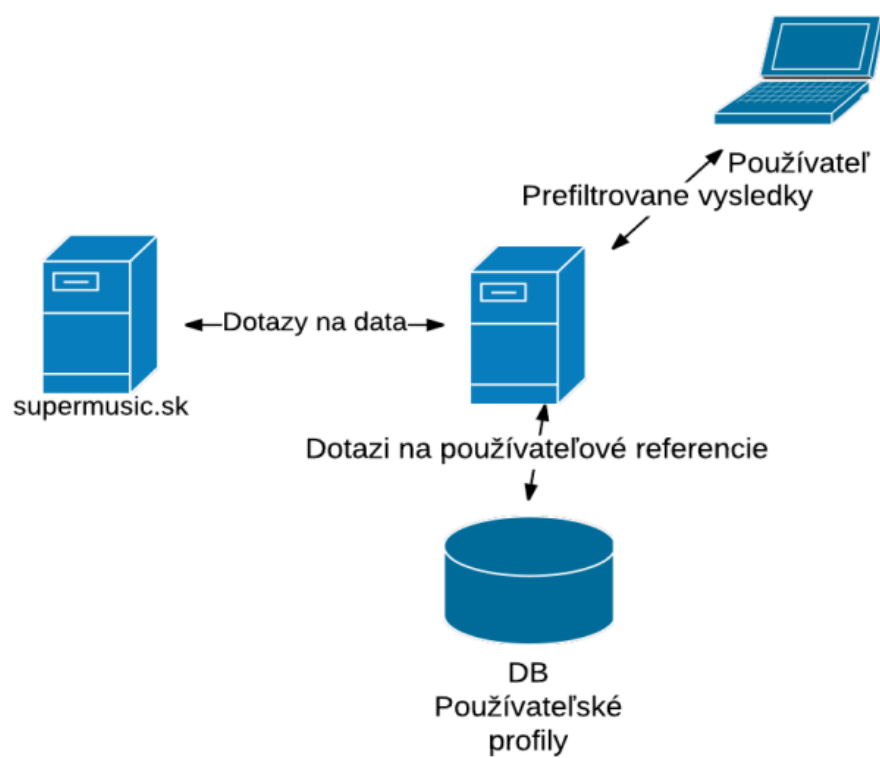 Používateľ
Prefiltrovane vysledky
Dotazy na data
supermusic.sk
Dotazi na používateľové referencie
DB
Používateľské
profily